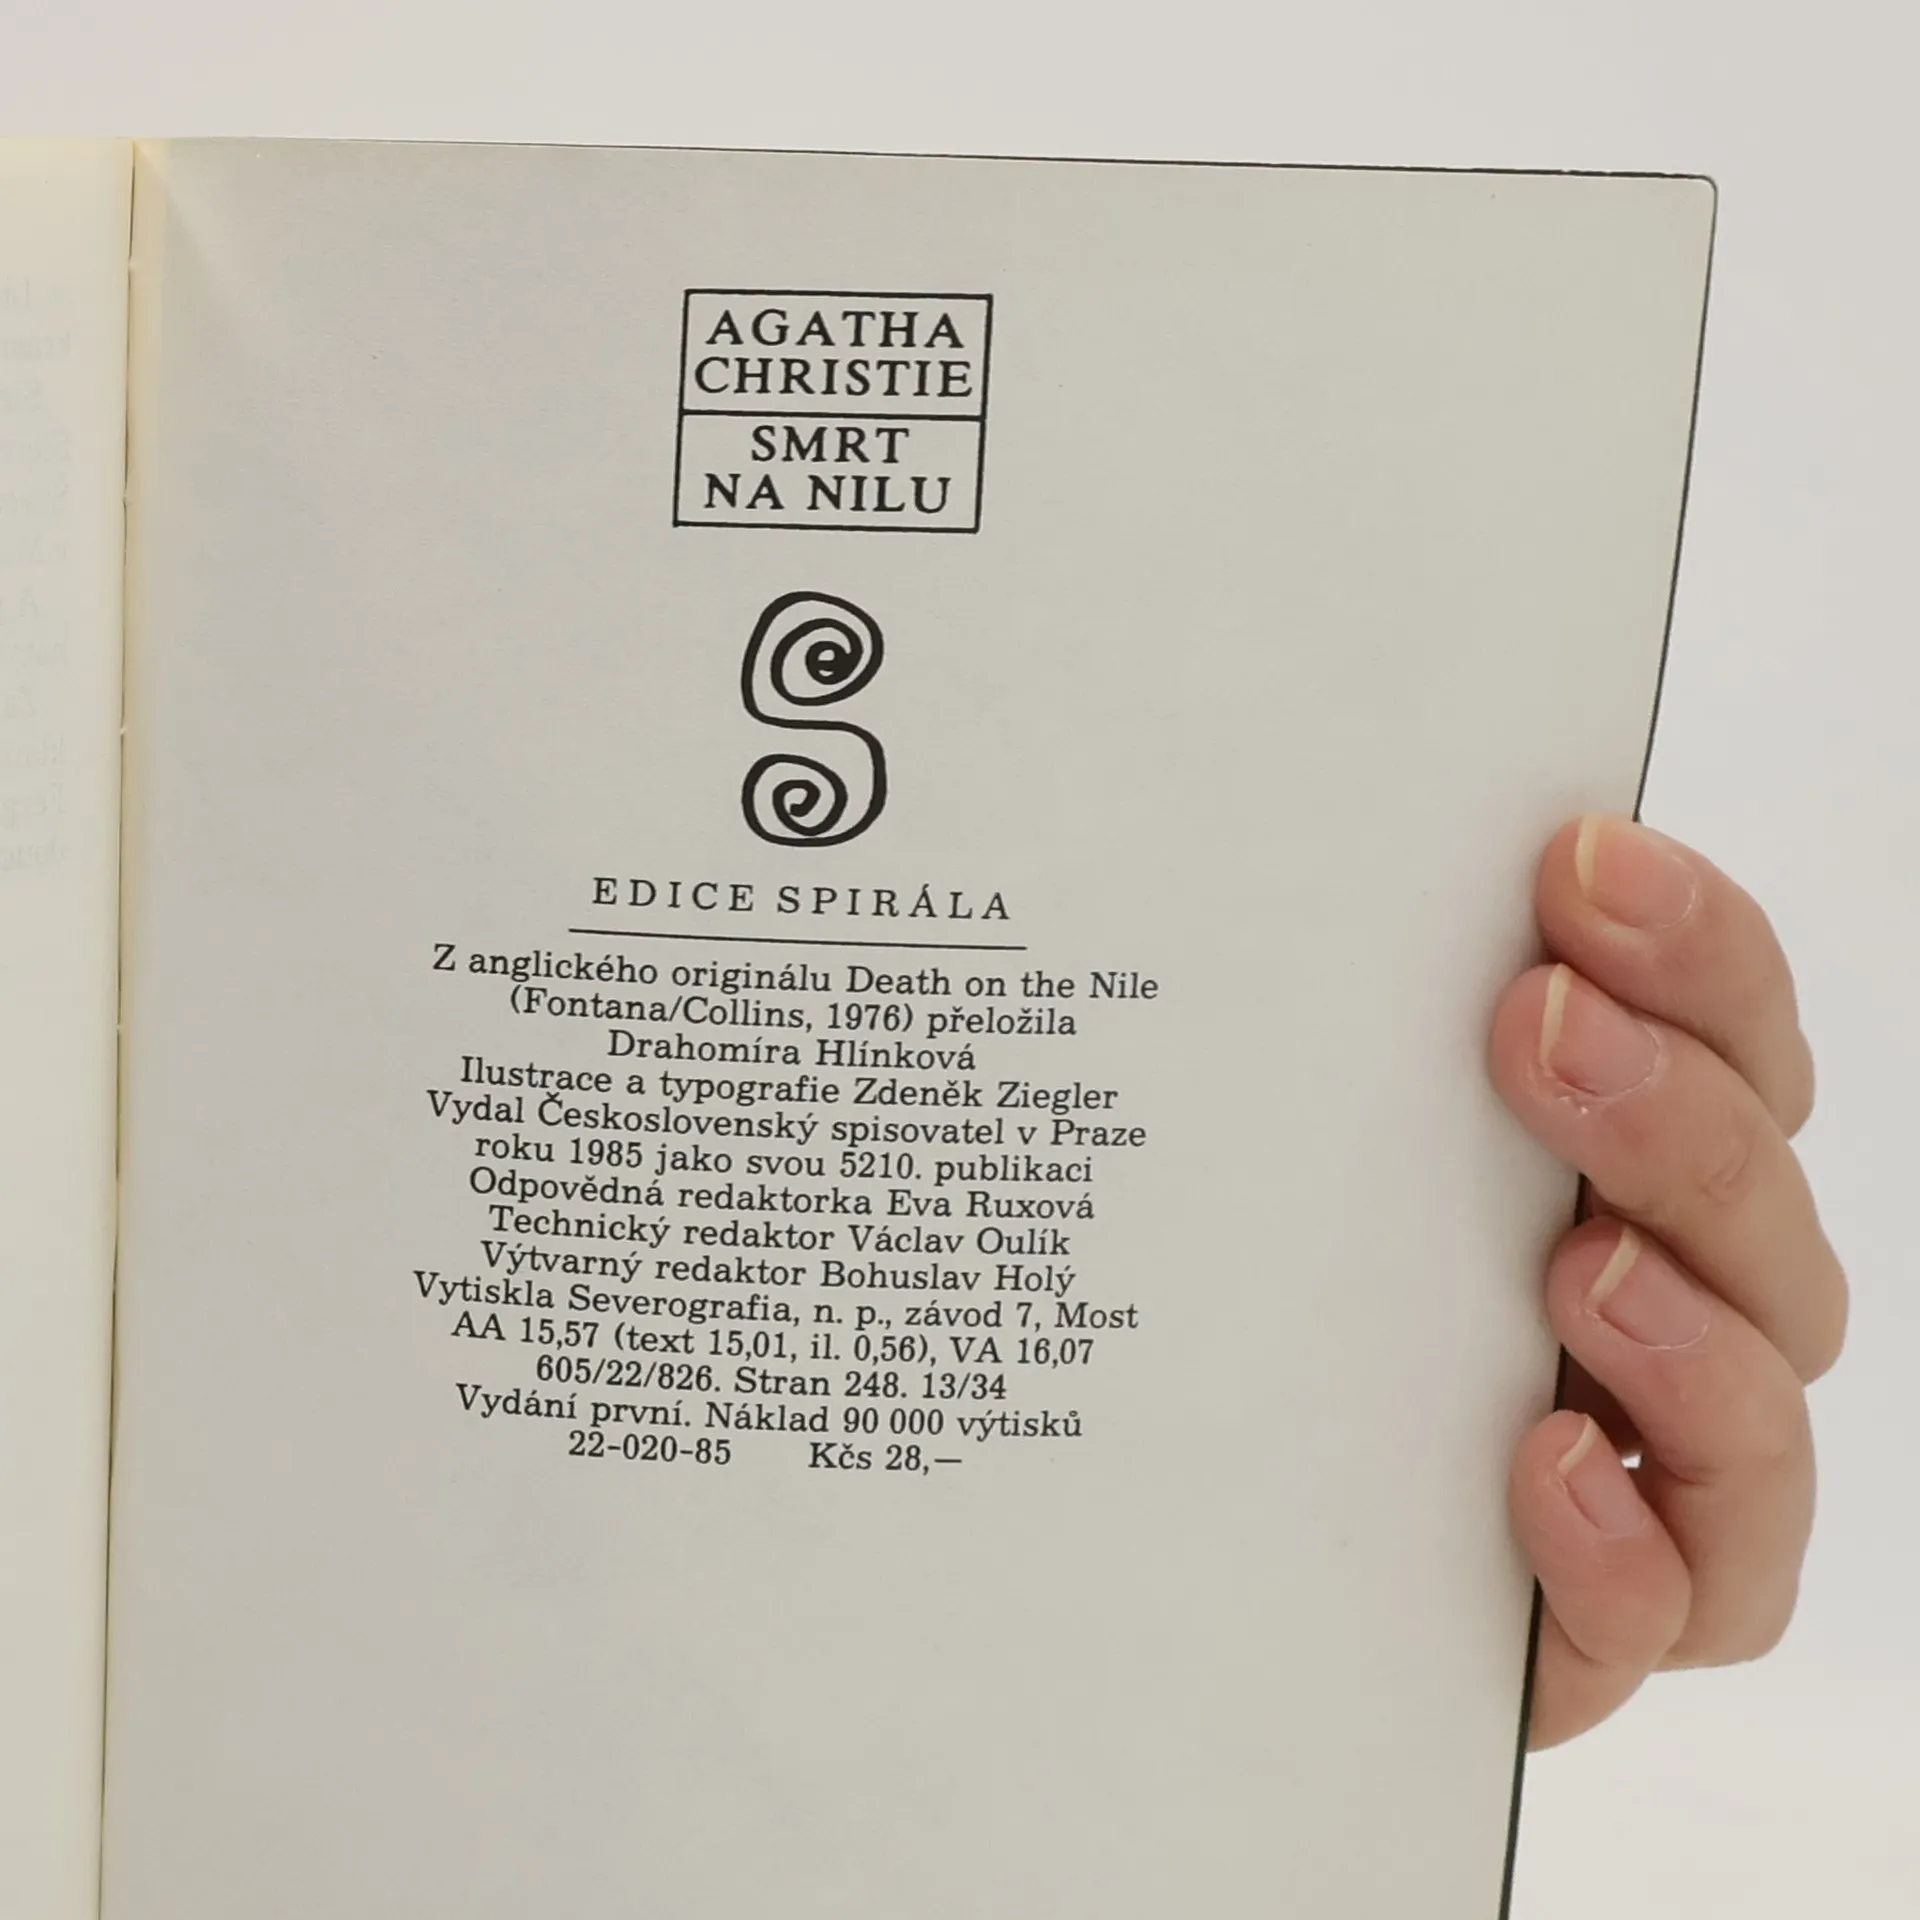 AGATHA
CHRISTIE
SMRT
NA NILU
EDICE SPIRÁLA
Z anglického originálu Death on the Nile
(Fontana/Collins, 1976) přeložila
Drahomíra Hlínková
Ilustrace a typografie Zdeněk Ziegler
Vydal Československý spisovatel v Praze
roku 1985 jako svou 5210. publikaci
Odpovědná redaktorka Eva Ruxová
Technický redaktor Václav Oulík
Výtvarný redaktor Bohuslav Holý
Vytiskla Severografia, n. p., závod 7, Most
AA 15,57 (text 15,01, il. 0,56), VA 16,07
605/22/826. Stran 248. 13/34
Vydání první. Náklad 90 000 výtisků
22-020-85 Kčs 28,—